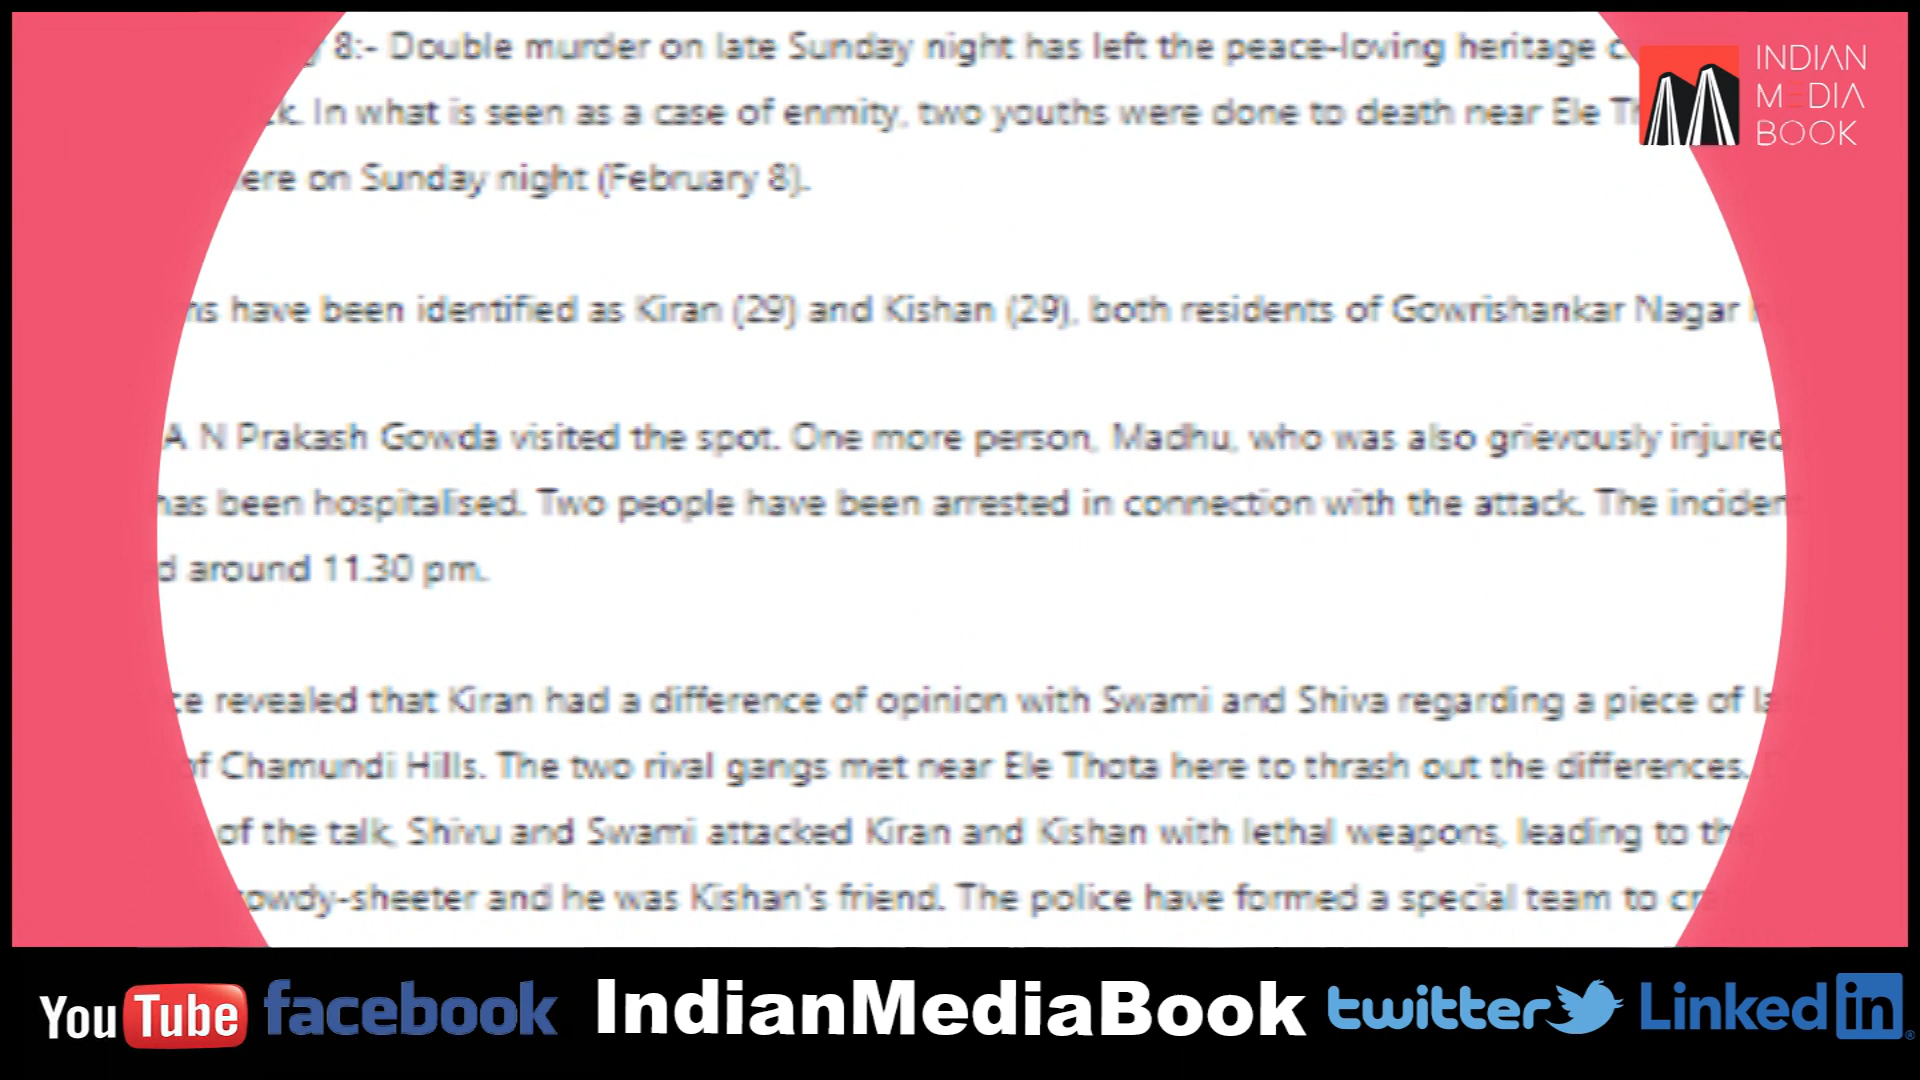 8:- Double murder on late Sunday night has left the peace-loving heritage
In what is seen as a case of enmity, two youths were done to death near Ele
ere on Sunday night (February 8).
ns have been identified as Kiran (29) and Kishan (29), both residents of Gowrishankar Nagar
A N Prakash Gowda visited the spot. One more person, Madhu, who was also grievously injured
has been hospitalised. Two people have been arrested in connection with the attack. The inciden
d around 11.30 pm.
ce revealed that Kiran had a difference of opinion with Swami and Shiva regarding a piece of
of Chamundi Hills. The two rival gangs met near Ele Thota here to thrash out the differences.
of the talk, Shivu and Swami attacked Kiran and Kishan with lethal weapons, leading to
rowdy-sheeter and he was Kishan's friend. The police have formed a special team to
INDIAN
MEDIA
BOOK
YouTube facebook IndianMediaBook twitter Linkedin